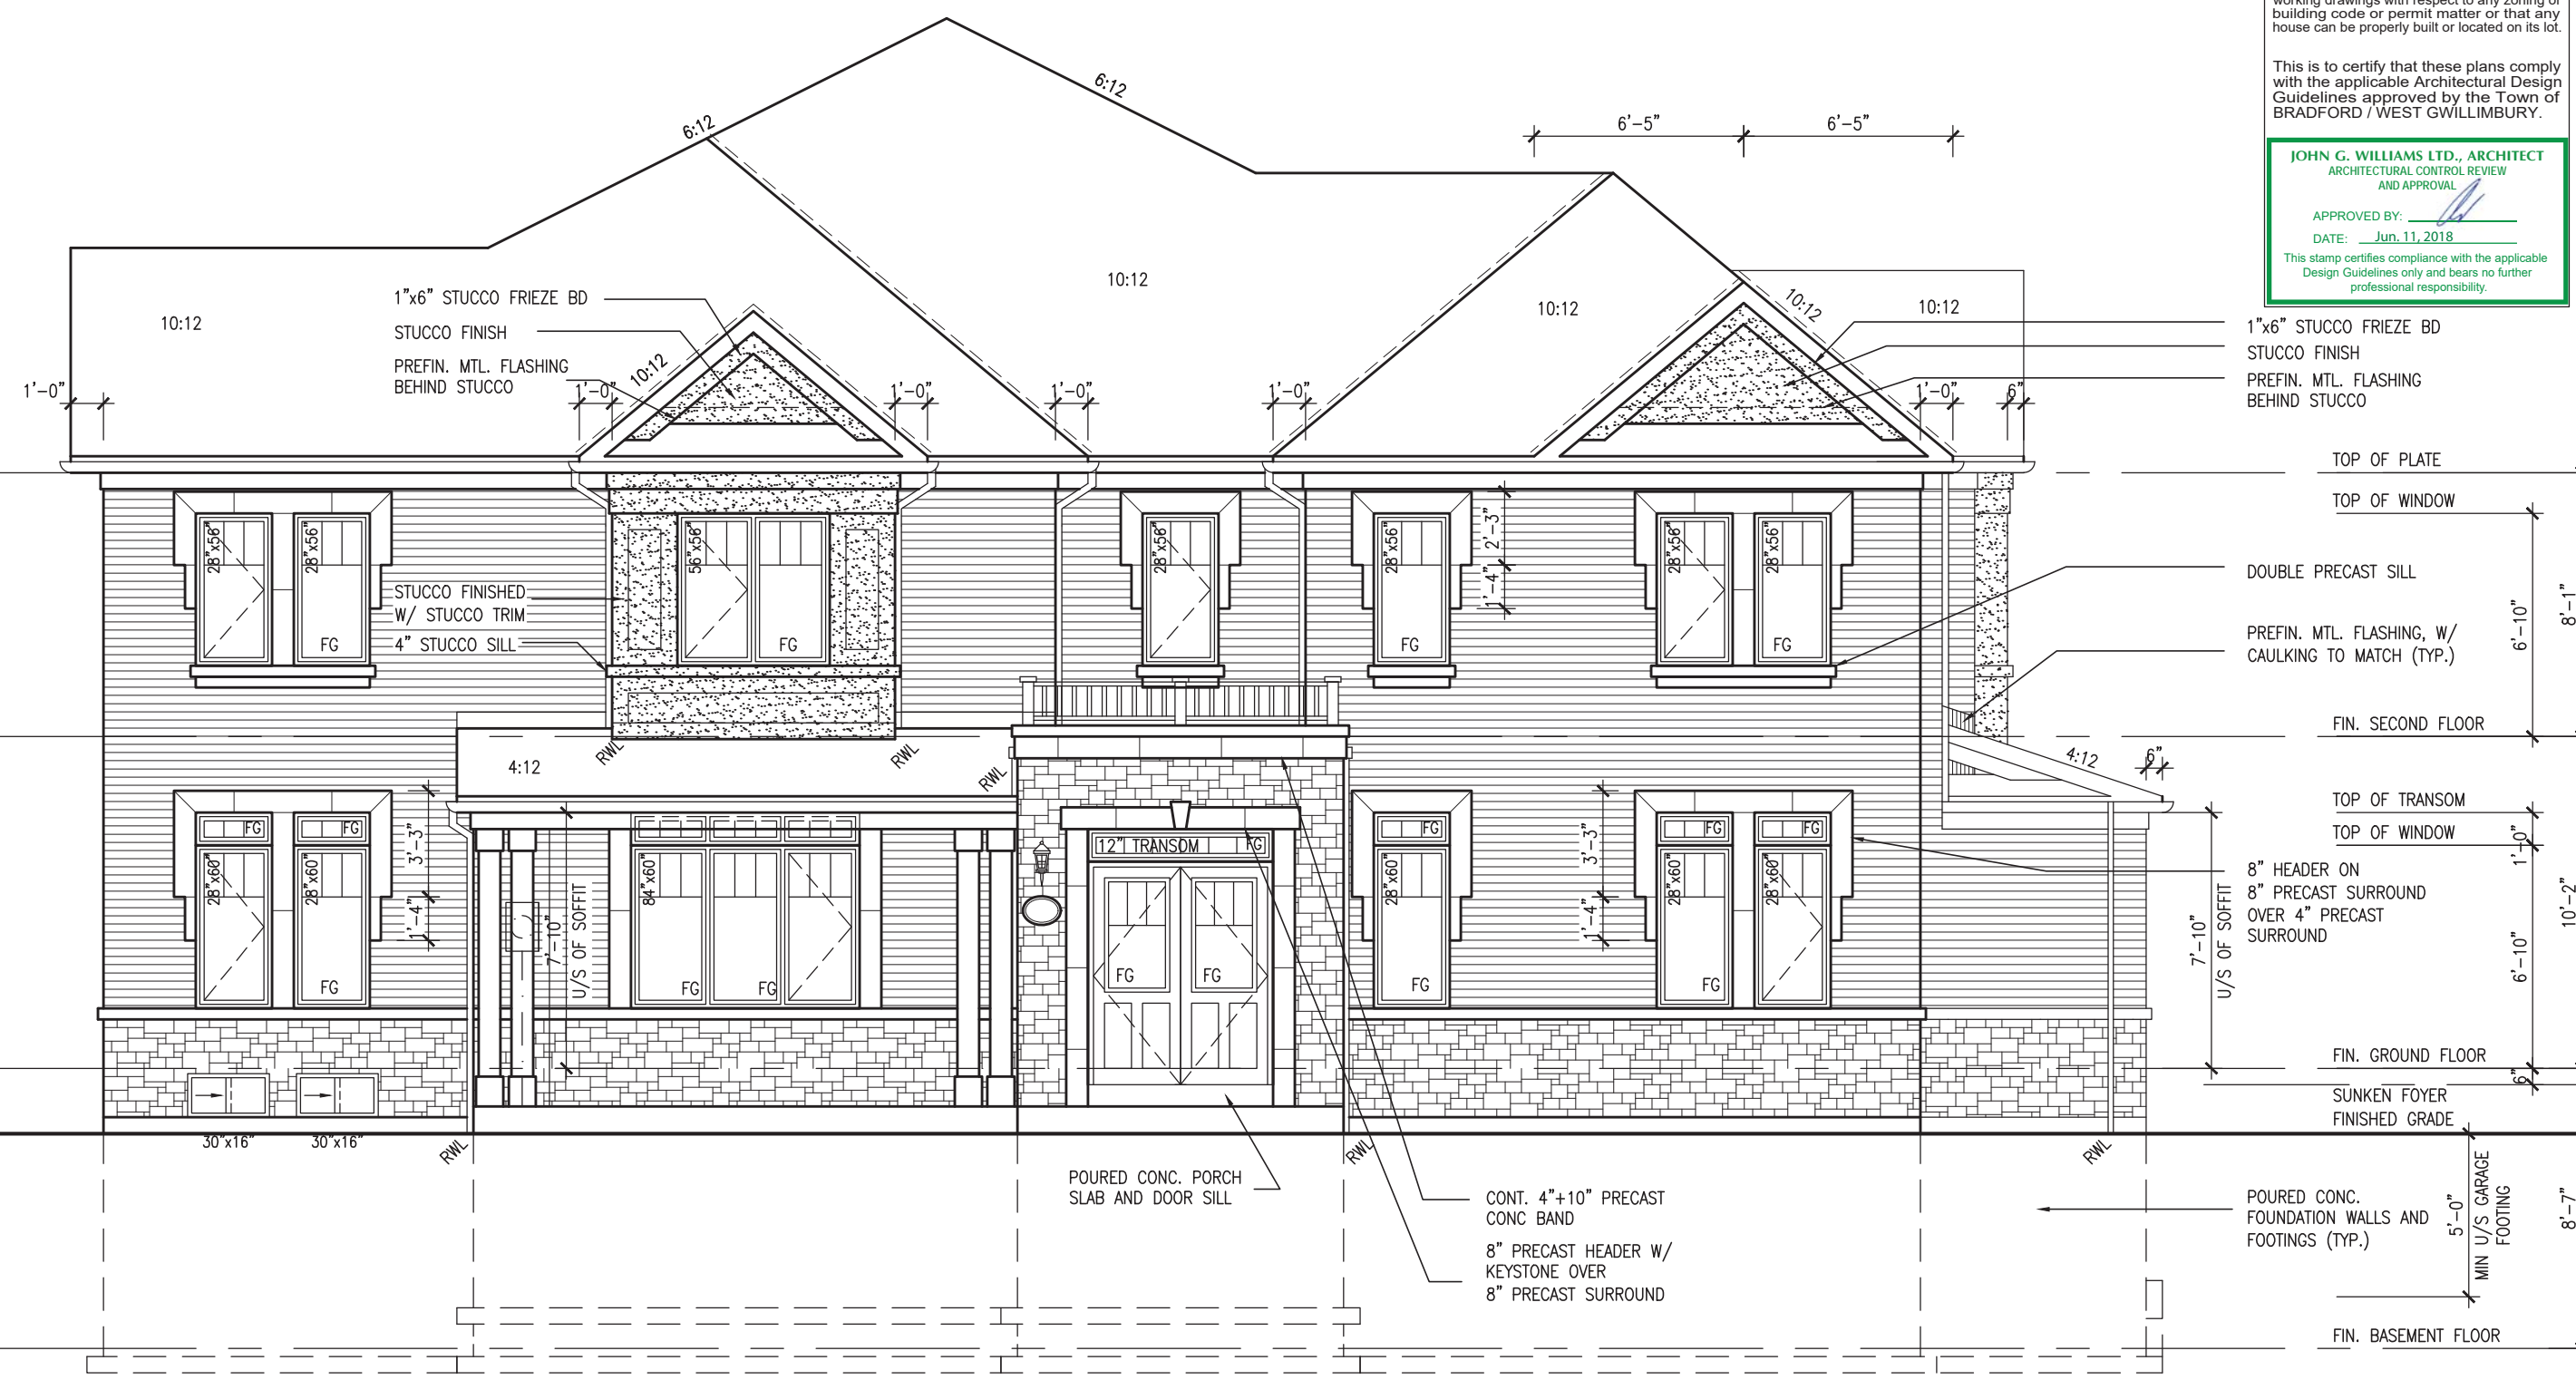 working drawings with respect to any zoning or
building code or permit matter or that any
house can be properly built or located on its lot.
This is to certify that these plans comply
with the applicable Architectural Design
Guidelines approved by the Town of
BRADFORD / WEST GWILLIMBURY.
JOHN G. WILLIAMS LTD., ARCHITECT
ARCHITECTURAL CONTROL REVIEW
AND APPROVAL
APPROVED BY:
DATE: Jun. 11, 2018
This stamp certifies compliance with the applicable
Design Guidelines only and bears no further
professional responsibility.
6:12
6:12
6'-5"
6'-5"
10:12
10:12
10:12
10:12
10:12
10:12
1"x6" STUCCO FRIEZE BD
STUCCO FINISH
PREFIN. MTL. FLASHING
BEHIND STUCCO
1"x6" STUCCO FRIEZE BD
STUCCO FINISH
PREFIN. MTL. FLASHING
BEHIND STUCCO
1'-0"
1'-0"
1'-0"
1'-0"
1'-0"
1'-0"
6"
TOP OF PLATE
TOP OF WINDOW
28"x56"
28"x56"
FG
56"x56"
FG
28"x56"
28"x56"
FG
2'-3"
1'-4"
28"x56"
28"x56"
FG
STUCCO FINISHED
W/ STUCCO TRIM
4" STUCCO SILL
DOUBLE PRECAST SILL
PREFIN. MTL. FLASHING, W/
CAULKING TO MATCH (TYP.)
6'-10"
8'-1"
FIN. SECOND FLOOR
RWL
RWL
RWL
4:12
4:12
6"
TOP OF TRANSOM
TOP OF WINDOW
1'-0"
FG
FG
28"x60"
28"x60"
FG
3'-3"
1'-4"
7'-10"
U/S OF SOFFIT
84"x60"
FG
FG
12" TRANSOM
FG
FG
FG
FG
28"x60"
FG
3'-3"
1'-4"
FG
FG
28"x60"
28"x60"
FG
8" HEADER ON
8" PRECAST SURROUND
OVER 4" PRECAST
SURROUND
7'-10"
U/S OF SOFFIT
6'-10"
10'-2"
FIN. GROUND FLOOR
6"
SUNKEN FOYER
FINISHED GRADE
30"x16"
30"x16"
RWL
RWL
RWL
POURED CONC. PORCH
SLAB AND DOOR SILL
CONT. 4"+10" PRECAST
CONC BAND
8" PRECAST HEADER W/
KEYSTONE OVER
8" PRECAST SURROUND
POURED CONC.
FOUNDATION WALLS AND
FOOTINGS (TYP.)
5'-0"
MIN U/S GARAGE
FOOTING
8'-7"
FIN. BASEMENT FLOOR